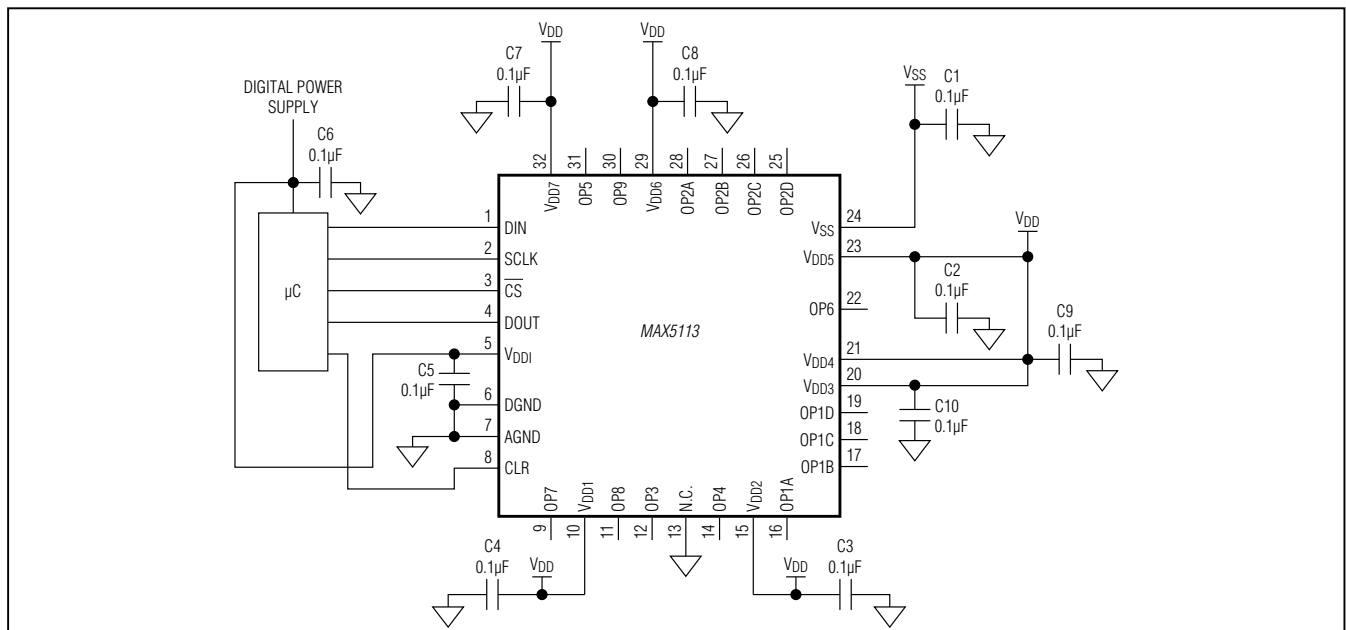 VDD
C7
0.1µF
VDD
C8
0.1µF
VSS
C1
0.1µF
DIGITAL POWER
SUPPLY
C6
0.1µF
32
31
30
29
28
27
26
25
VDD7
OP5
OP9
VDD6
OP2A
OP2B
OP2C
OP2D
µC
1
DIN
2
SCLK
3
CS
4
DOUT
5
VDDI
6
DGND
7
AGND
8
CLR
C5
0.1µF
MAX5113
VSS
24
VDD5
23
OP6
22
VDD4
21
VDD3
20
OP1D
19
OP1C
18
OP1B
17
VDD
C2
0.1µF
C9
0.1µF
C10
0.1µF
OP7
VDD1
OP8
OP3
N.C.
OP4
VDD2
OP1A
9
10
11
12
13
14
15
16
C4
0.1µF
VDD
VDD
C3
0.1µF